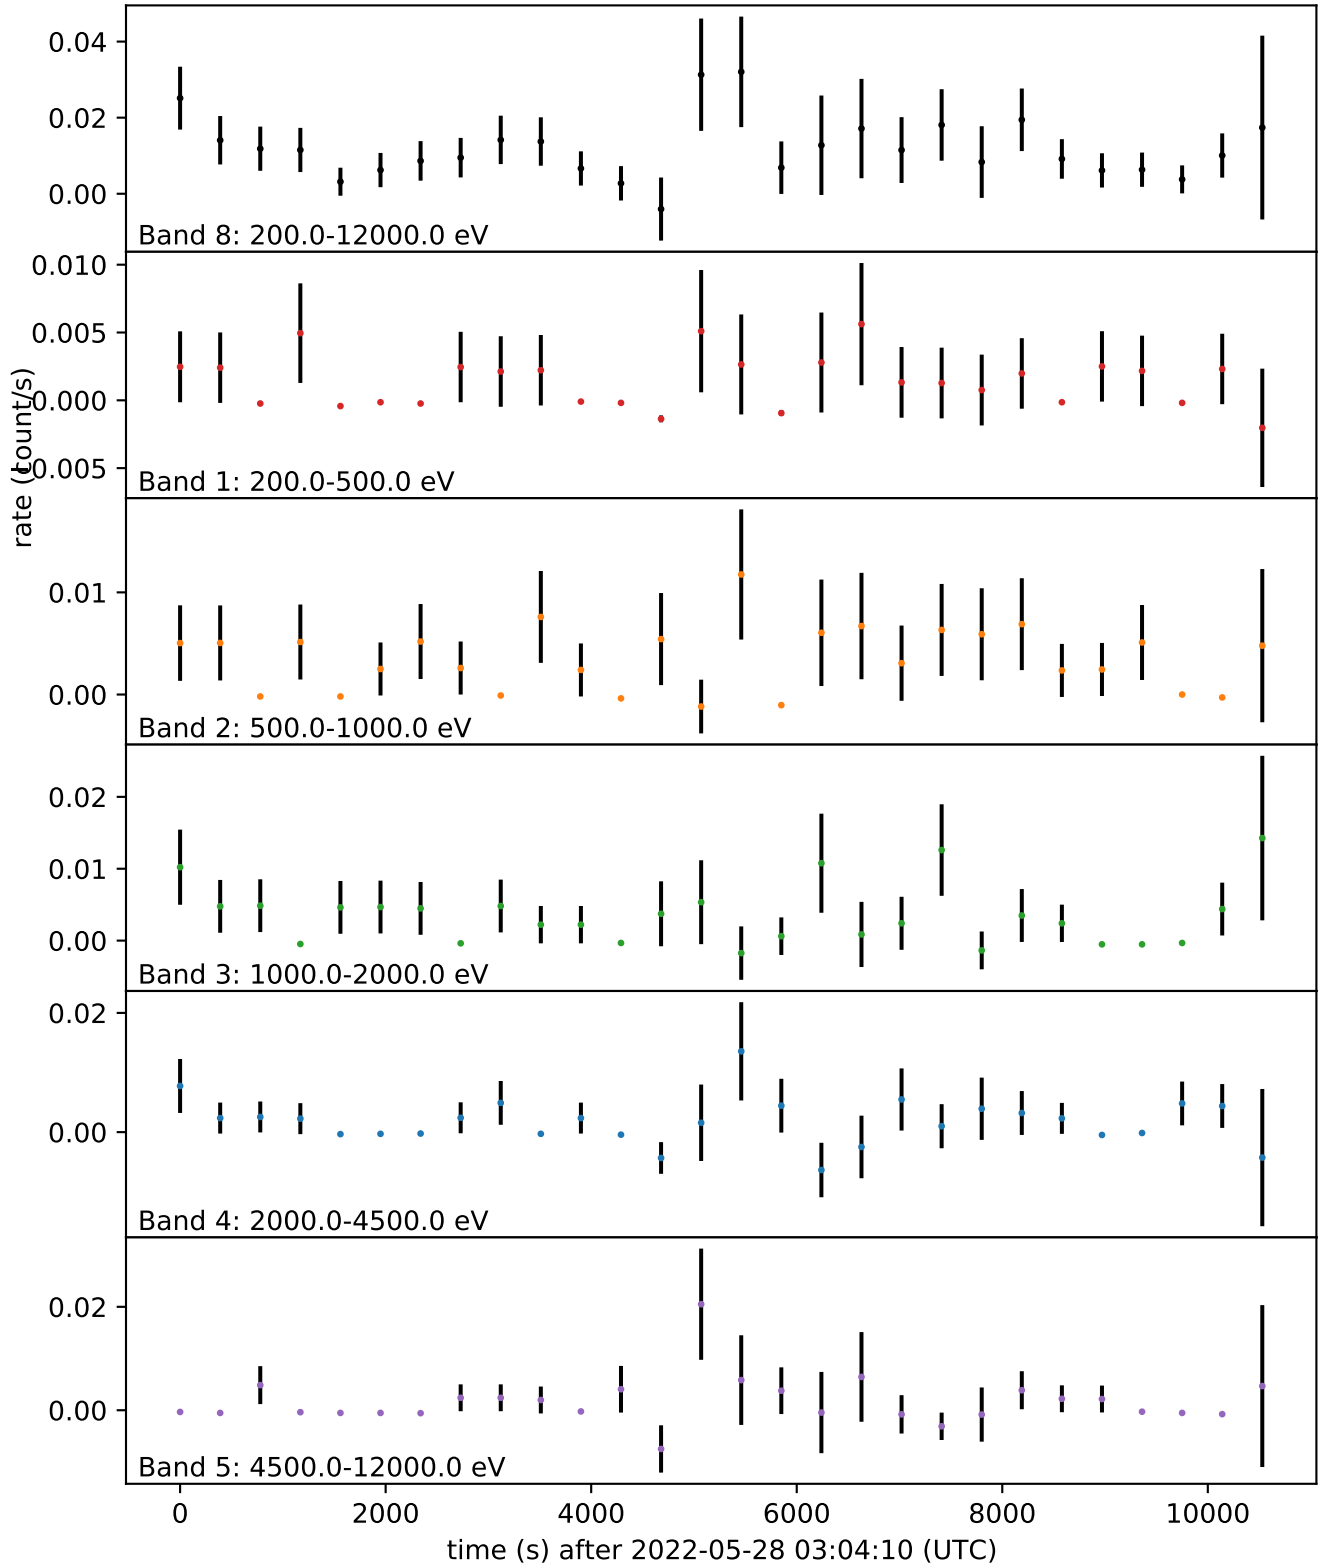 0.04
0.02
0.00
Band 8: 200.0-12000.0 eV
0.010
0.005
0.000
−0.005
Band 1: 200.0-500.0 eV
rate (count/s)
0.01
0.00
Band 2: 500.0-1000.0 eV
0.02
0.01
0.00
Band 3: 1000.0-2000.0 eV
0.02
0.00
Band 4: 2000.0-4500.0 eV
0.02
0.00
Band 5: 4500.0-12000.0 eV
0 2000 4000 6000 8000 10000
time (s) after 2022-05-28 03:04:10 (UTC)